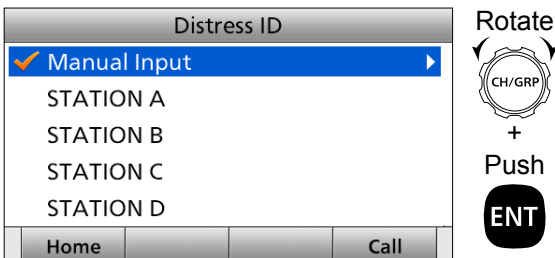 Distress ID
Manual Input
STATION A
STATION B
STATION C
STATION D
Home
Call
Rotate
CH/GRP
+
Push
ENT